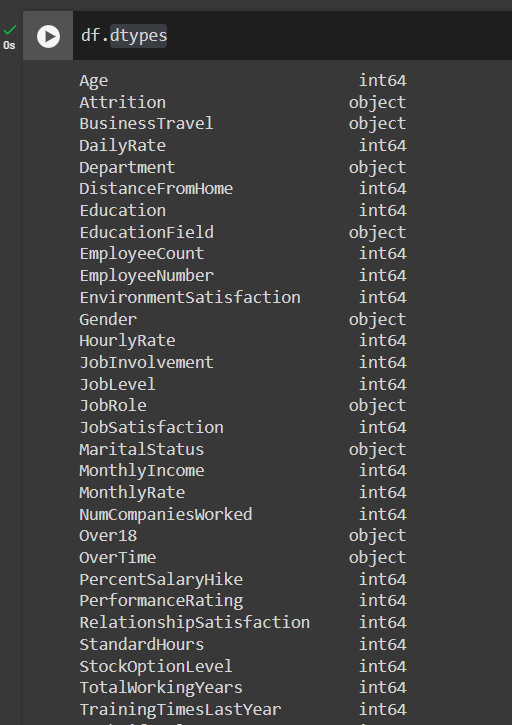 df.dtypes
0s
Age int64
Attrition object
BusinessTravel object
DailyRate int64
Department object
DistanceFromHome int64
Education int64
EducationField object
EmployeeCount int64
EmployeeNumber int64
EnvironmentSatisfaction int64
Gender object
HourlyRate int64
JobInvolvement int64
JobLevel int64
JobRole object
JobSatisfaction int64
MaritalStatus object
MonthlyIncome int64
MonthlyRate int64
NumCompaniesWorked int64
Over18 object
OverTime object
PercentSalaryHike int64
PerformanceRating int64
RelationshipSatisfaction int64
StandardHours int64
StockOptionLevel int64
TotalWorkingYears int64
TrainingTimesLastYear int64